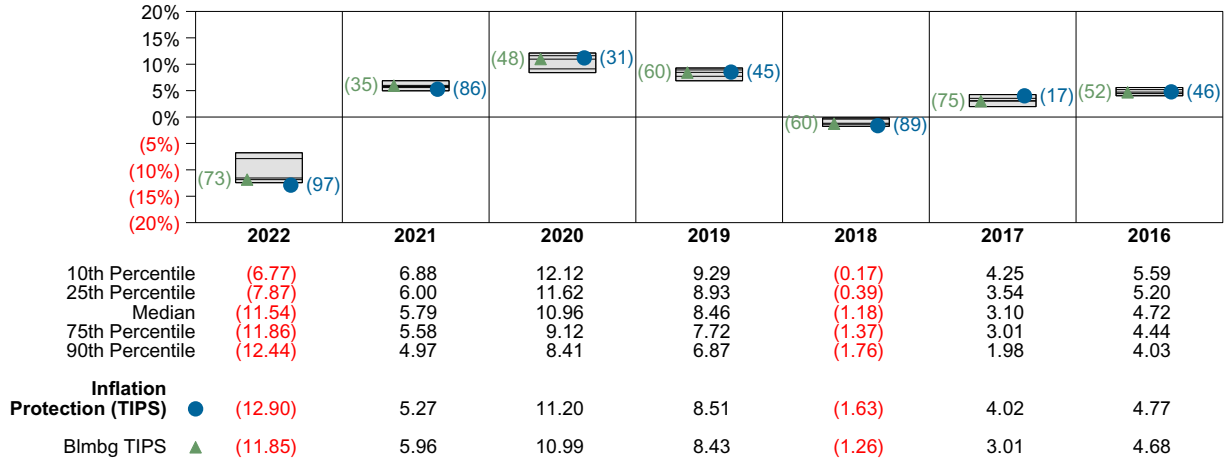 20%
15%
10%
5%
0%
(5%)
(10%)
(15%)
(20%)
(73) (97)
(35) (86)
(48) (31)
(60) (45)
(60) (89)
(75) (17)
(52) (46)
2022 2021 2020 2019 2018 2017 2016
10th Percentile (6.77) 6.88 12.12 9.29 (0.17) 4.25 5.59
25th Percentile (7.87) 6.00 11.62 8.93 (0.39) 3.54 5.20
Median (11.54) 5.79 10.96 8.46 (1.18) 3.10 4.72
75th Percentile (11.86) 5.58 9.12 7.72 (1.37) 3.01 4.44
90th Percentile (12.44) 4.97 8.41 6.87 (1.76) 1.98 4.03
Inflation
Protection (TIPS) (12.90) 5.27 11.20 8.51 (1.63) 4.02 4.77
Blmbg TIPS (11.85) 5.96 10.99 8.43 (1.26) 3.01 4.68